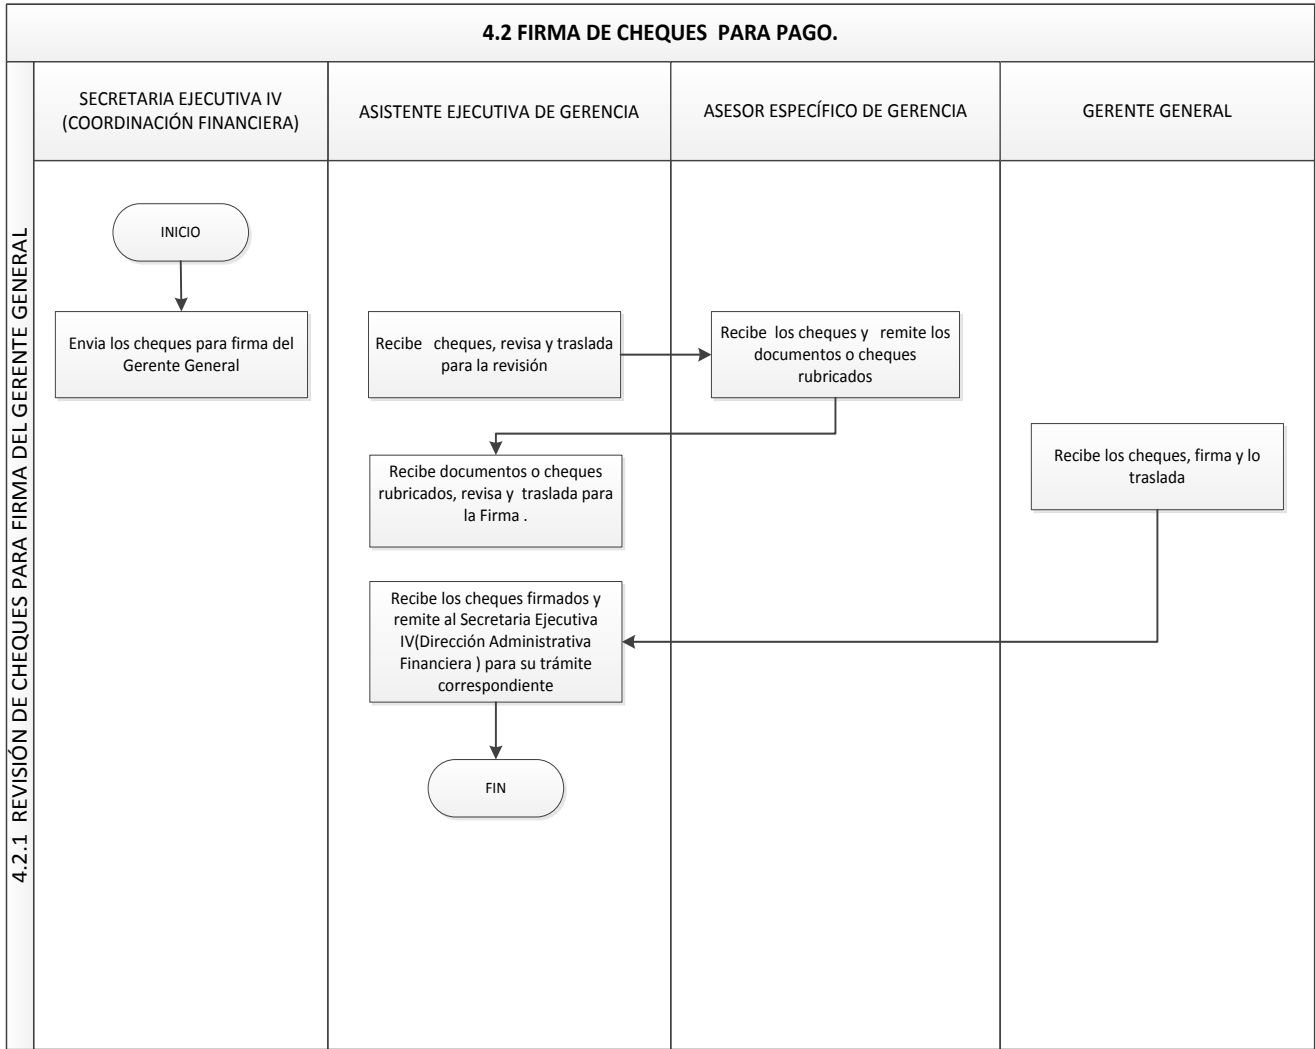 4.2 FIRMA DE CHEQUES PARA PAGO.
4.2.1 REVISIÓN DE CHEQUES PARA FIRMA DEL GERENTE GENERAL
SECRETARIA EJECUTIVA IV
(COORDINACIÓN FINANCIERA)
ASISTENTE EJECUTIVA DE GERENCIA
ASESOR ESPECÍFICO DE GERENCIA
GERENTE GENERAL
INICIO
Envia los cheques para firma del
Gerente General
Recibe cheques, revisa y traslada
para la revisión
Recibe los cheques y remite los
documentos o cheques
rubricados
Recibe documentos o cheques
rubricados, revisa y traslada para
la Firma .
Recibe los cheques, firma y lo
traslada
Recibe los cheques firmados y
remite al Secretaria Ejecutiva
IV(Dirección Administrativa
Financiera ) para su trámite
correspondiente
FIN